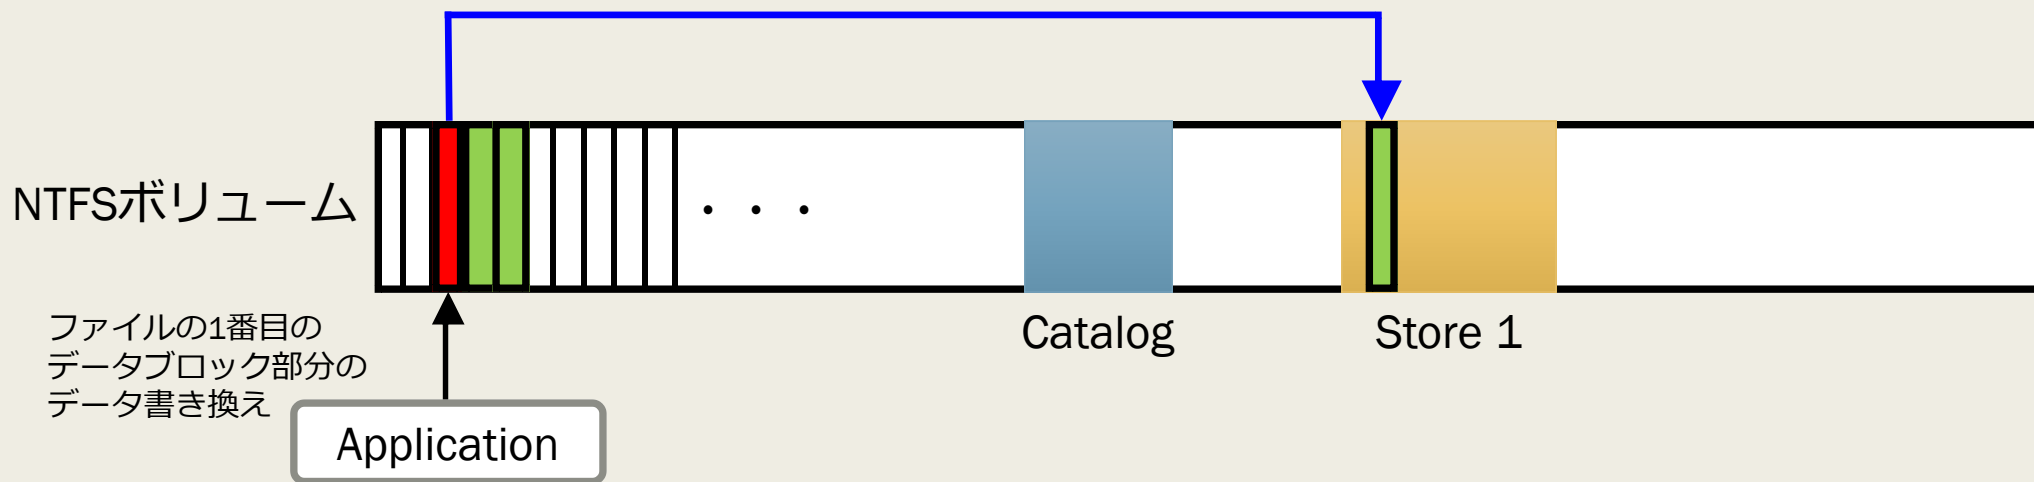 NTFSボリューム
・・・
Catalog
Store 1
ファイルの1番目の
データブロック部分の
データ書き換え
Application